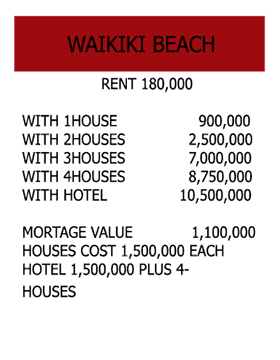 WAIKIKI BEACH
RENT 180,000
WITH 1HOUSE 900,000
WITH 2HOUSES 2,500,000
WITH 3HOUSES 7,000,000
WITH 4HOUSES 8,750,000
WITH HOTEL 10,500,000
MORTAGE VALUE 1,100,000
HOUSES COST 1,500,000 EACH
HOTEL 1,500,000 PLUS 4-
HOUSES